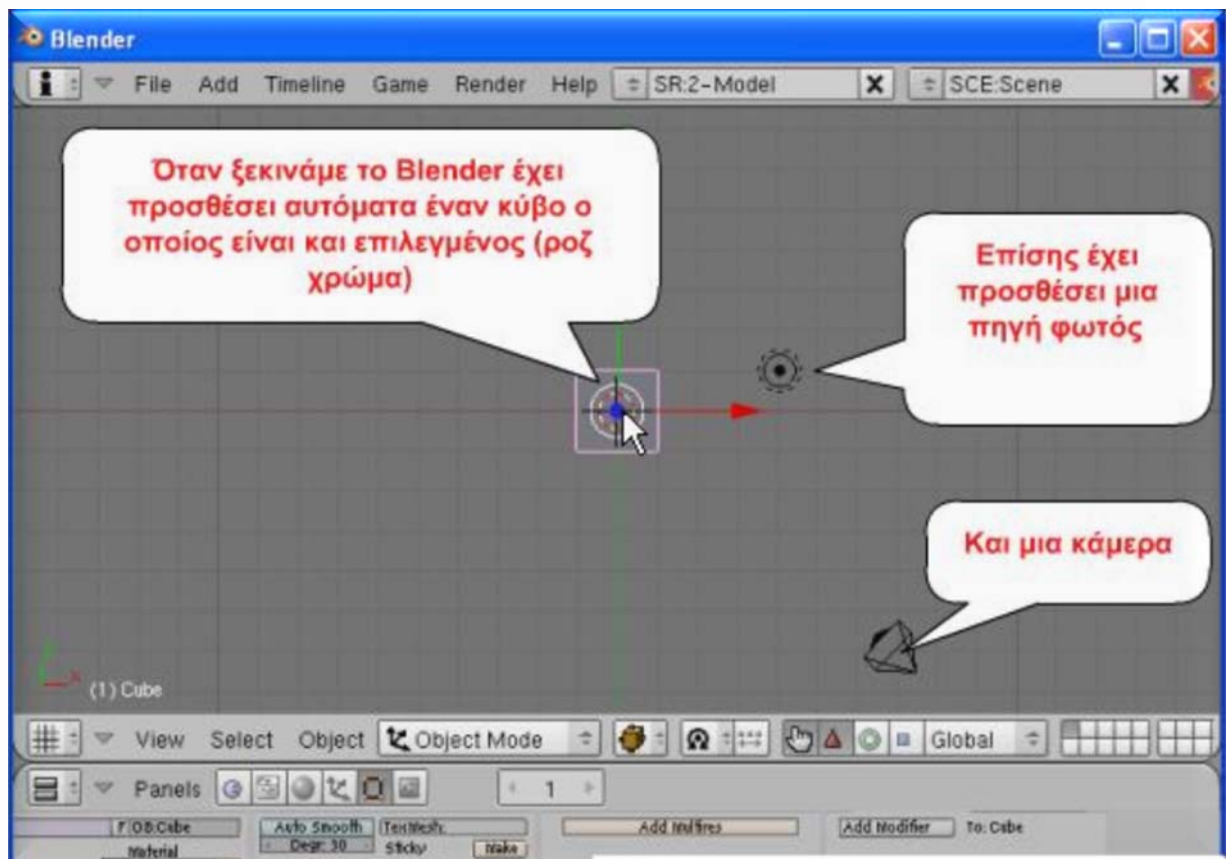 Blender
File Add Timeline Game Render Help SR:2-Model X SCE:Scene X
Όταν ξεκινάμε το Blender έχει
προσθέσει αυτόματα έναν κύβο ο
οποίος είναι και επιλεγμένος (ροζ
χρώμα)
Επίσης έχει
προσθέσει μια
πηγή φωτός
Και μια κάμερα
x
(1) Cube
View Select Object Object Mode Global
Panels 1
F OB:Cube Auto Smooth TexMesh: Add Multires Add Modifier To: Cube
Material Degr: 30 Sticky Make